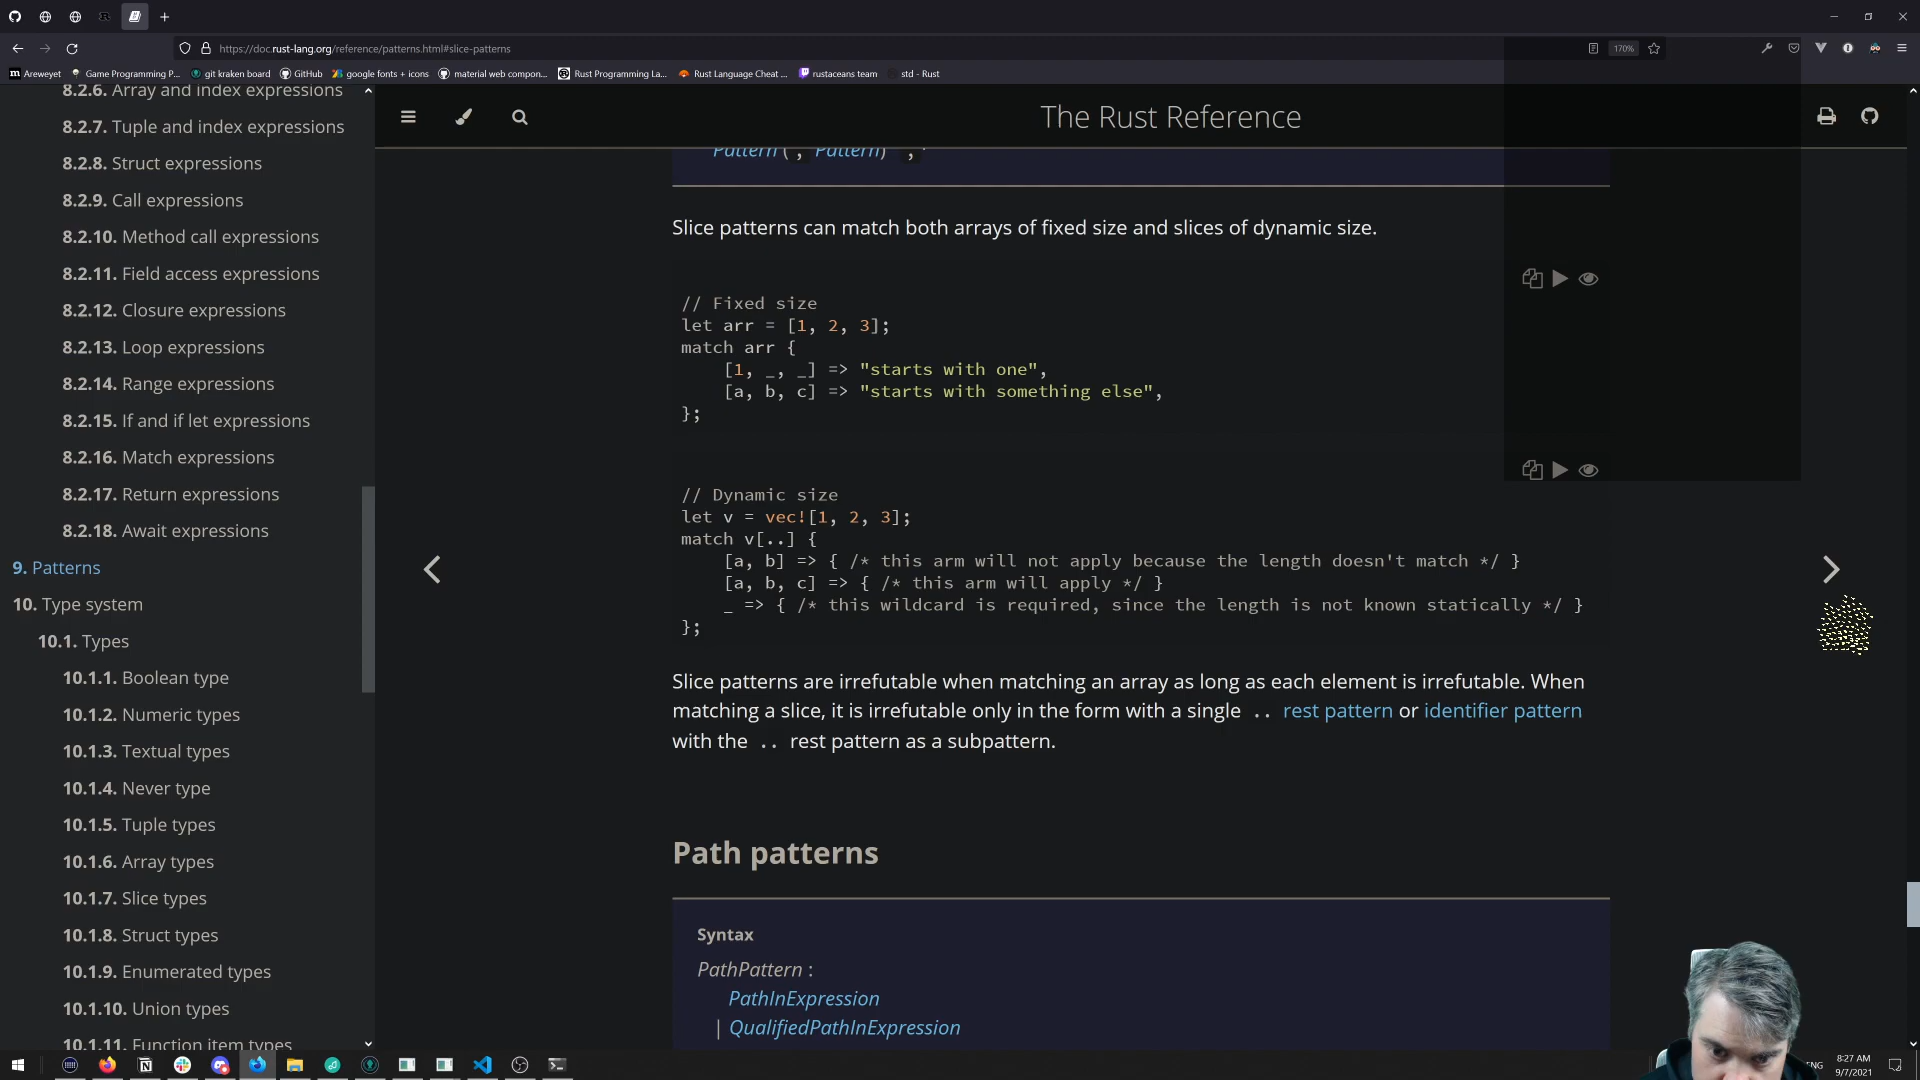 https://doc.rust-lang.org/reference/patterns.html#slice-patterns
170%
Areweyet
Game Programming P...
git kraken board
GitHub
google fonts + icons
material web compon...
Rust Programming La...
Rust Language Cheat ...
rustaceans team
std - Rust
8.2.6. Array and index expressions
8.2.7. Tuple and index expressions
8.2.8. Struct expressions
8.2.9. Call expressions
8.2.10. Method call expressions
8.2.11. Field access expressions
8.2.12. Closure expressions
8.2.13. Loop expressions
8.2.14. Range expressions
8.2.15. If and if let expressions
8.2.16. Match expressions
8.2.17. Return expressions
8.2.18. Await expressions
9. Patterns
10. Type system
10.1. Types
10.1.1. Boolean type
10.1.2. Numeric types
10.1.3. Textual types
10.1.4. Never type
10.1.5. Tuple types
10.1.6. Array types
10.1.7. Slice types
10.1.8. Struct types
10.1.9. Enumerated types
10.1.10. Union types
10.1.11. Function item types
The Rust Reference
Pattern ( , Pattern) ,
Slice patterns can match both arrays of fixed size and slices of dynamic size.
// Fixed size
let arr = [1, 2, 3];
match arr {
    [1, _, _] => "starts with one",
    [a, b, c] => "starts with something else",
};
// Dynamic size
let v = vec![1, 2, 3];
match v[..] {
    [a, b] => { /* this arm will not apply because the length doesn't match */ }
    [a, b, c] => { /* this arm will apply */ }
    _ => { /* this wildcard is required, since the length is not known statically */ }
};
Slice patterns are irrefutable when matching an array as long as each element is irrefutable. When
matching a slice, it is irrefutable only in the form with a single .. rest pattern or identifier pattern
with the .. rest pattern as a subpattern.
Path patterns
Syntax
PathPattern :
PathInExpression
| QualifiedPathInExpression
8:27 AM
9/7/2021